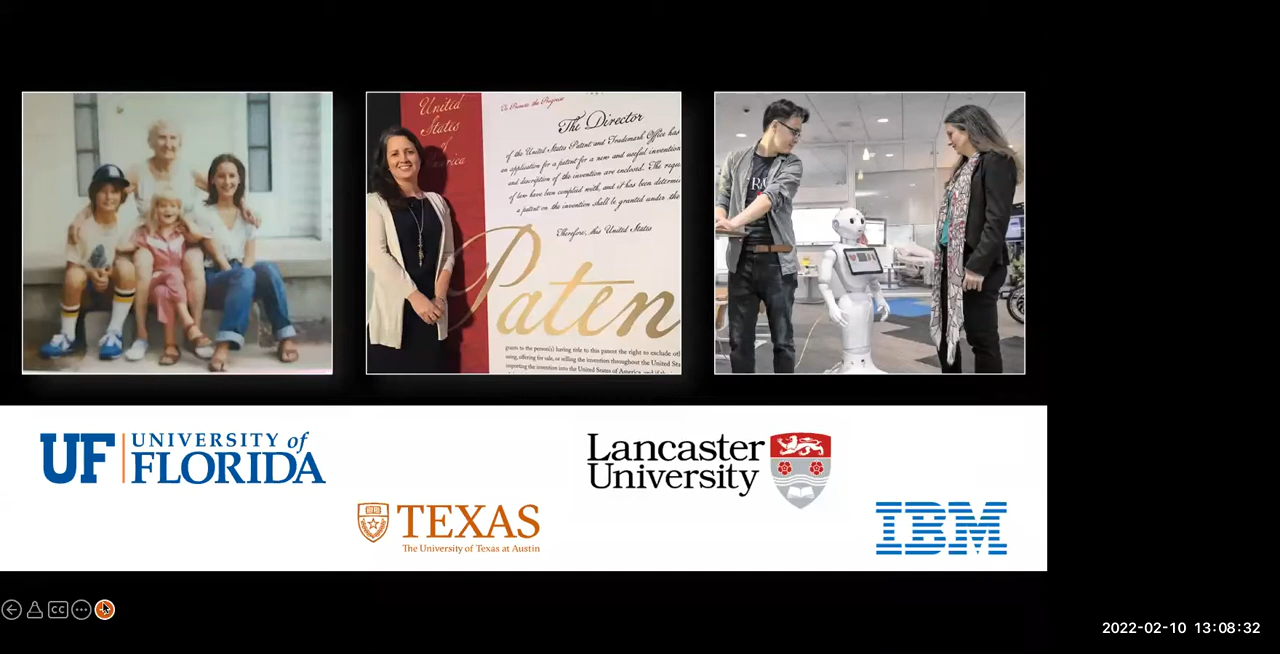 United
States
of
America
To Promote the Progress
The Director
of the United States Patent and Trademark Office has
an application for a patent for a new and useful invention
and description of the invention are enclosed. The requ
of law have been complied with, and it has been determin
a patent on the invention shall be granted under the
Therefore, this United States
Paten
grants to the person(s) having title to this patent the right to exclude ot
using, offering for sale, or selling the invention throughout the United Sta
importing the invention into the United States of America, and if the
UF UNIVERSITY of
FLORIDA
Lancaster
University
TEXAS
The University of Texas at Austin
IBM
CC
2022-02-10 13:08:32